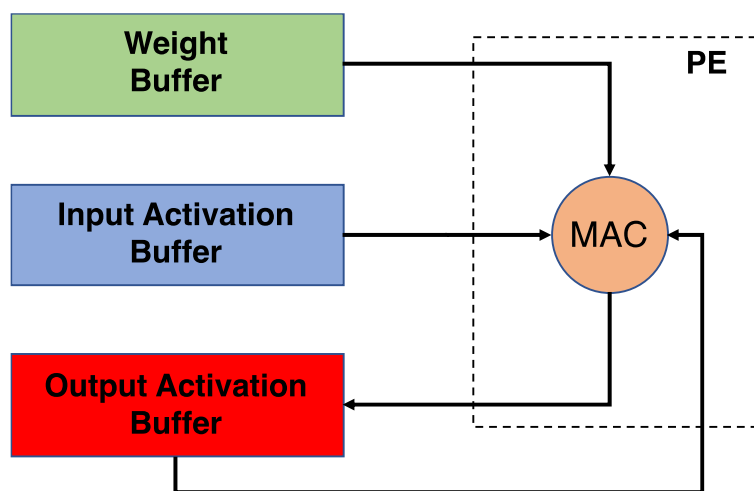 Weight
Buffer
PE
Input Activation
Buffer
MAC
Output Activation
Buffer